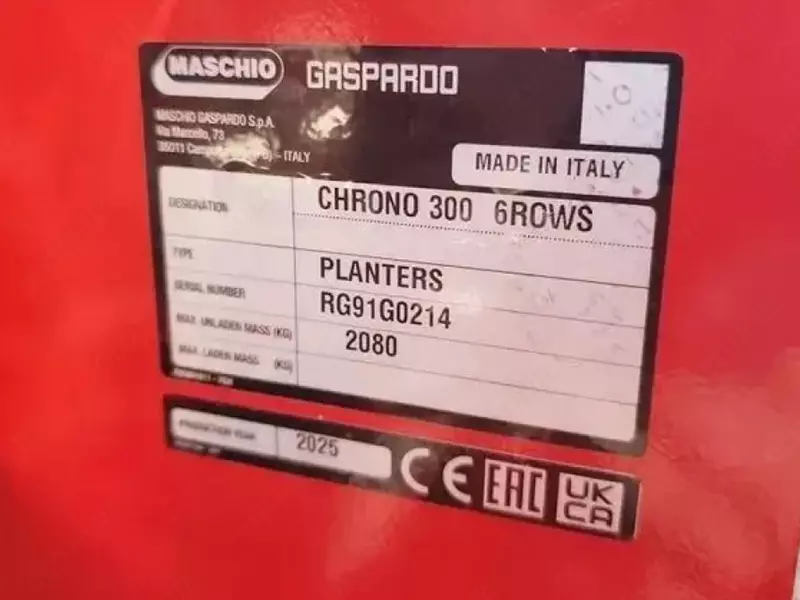 MASCHIO GASPARDO
MASCHIO GASPARDO S.p.A.
Via Marcello, 73
35011 - ITALY
MADE IN ITALY
DESIGNATION CHRONO 300 6ROWS
TYPE PLANTERS
SERIAL NUMBER RG91G0214
MAX. UNLADEN MASS (KG) 2080
MAX. LADEN MASS (KG)
PRODUCTION YEAR 2025
CE EAC UK CA